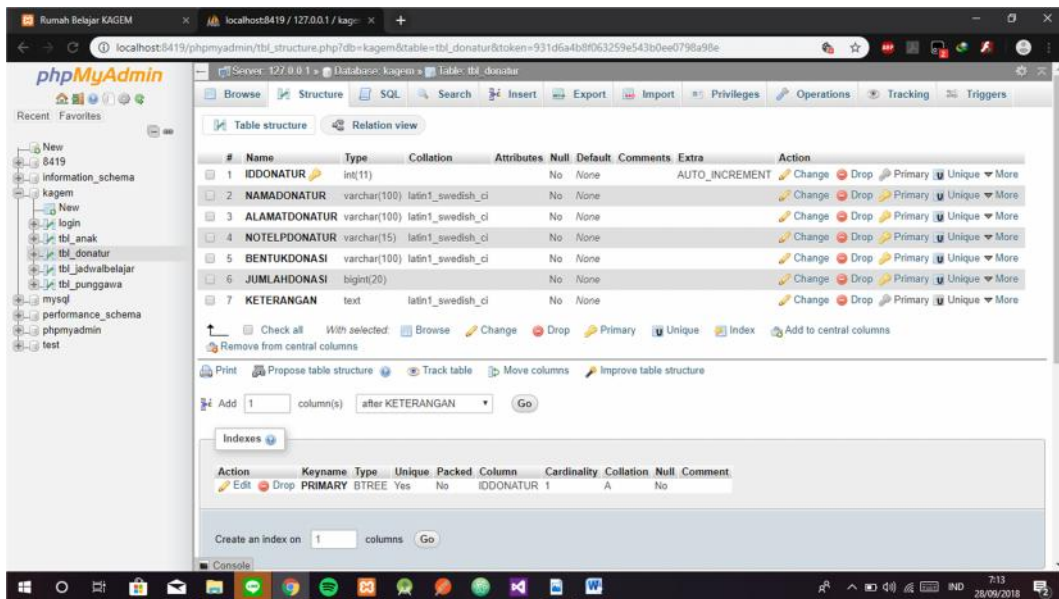 Rumah Belajar KAGEM
localhost:8419 / 127.0.0.1 / kage
localhost:8419/phpmyadmin/tbl_structure.php?db=kagem&table=tbl_donatur&token=931d6a4b8f063259e543b0ee0798a98e
phpMyAdmin
Recent Favorites
New
8419
information_schema
kagem
New
login
tbl_anak
tbl_donatur
tbl_jadwalbelajar
tbl_punggawa
mysql
performance_schema
phpmyadmin
test
Server: 127.0.0.1 » Database: kagem » Table: tbl_donatur
Browse Structure SQL Search Insert Export Import Privileges Operations Tracking Triggers
Table structure Relation view
# Name Type Collation Attributes Null Default Comments Extra Action
1 IDDONATUR int(11) No None AUTO_INCREMENT Change Drop Primary Unique More
2 NAMADONATUR varchar(100) latin1_swedish_ci No None Change Drop Primary Unique More
3 ALAMATDONATUR varchar(100) latin1_swedish_ci No None Change Drop Primary Unique More
4 NOTELPDONATUR varchar(15) latin1_swedish_ci No None Change Drop Primary Unique More
5 BENTUKDONASI varchar(100) latin1_swedish_ci No None Change Drop Primary Unique More
6 JUMLAHDONASI bigint(20) No None Change Drop Primary Unique More
7 KETERANGAN text latin1_swedish_ci No None Change Drop Primary Unique More
Check all With selected: Browse Change Drop Primary Unique Index Add to central columns
Remove from central columns
Print Propose table structure Track table Move columns Improve table structure
Add 1 column(s) after KETERANGAN Go
Indexes
Action Keyname Type Unique Packed Column Cardinality Collation Null Comment
Edit Drop PRIMARY BTREE Yes No IDDONATUR 1 A No
Create an index on 1 columns Go
Console
IND
7:13
28/09/2018